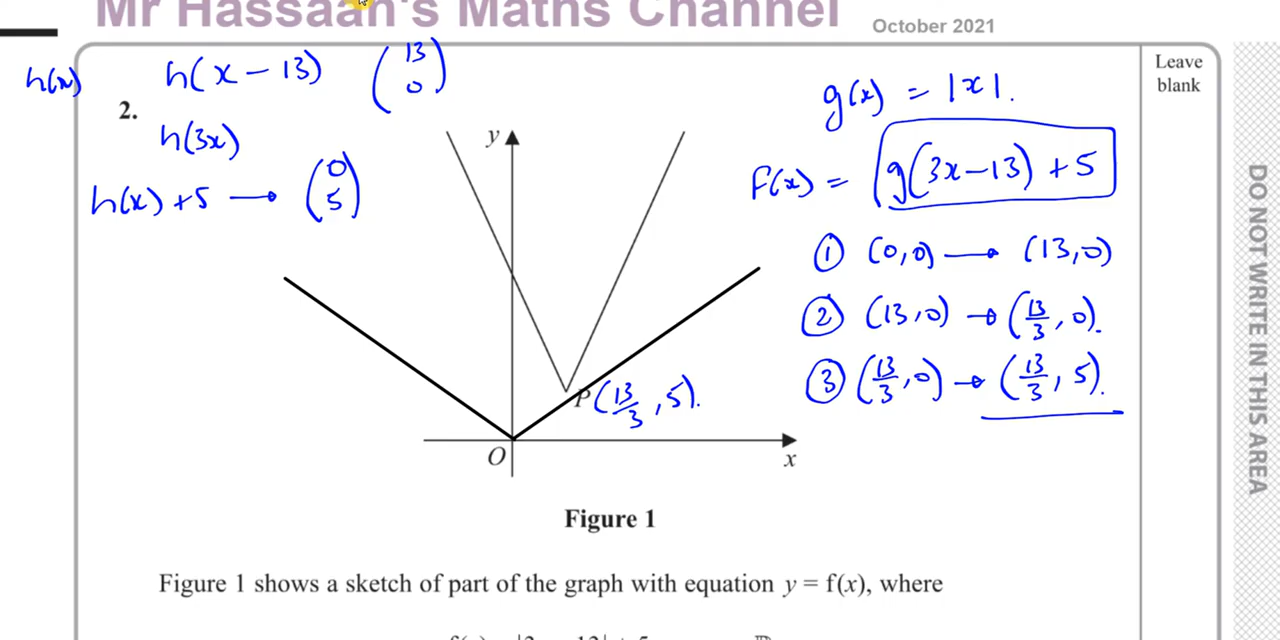 Mr Hassaan's Maths Channel
October 2021
Leave
blank
h(x) h(x − 13) (13 0)
g(x) = |x|.
2.
h(3x)
f(x) = g(3x−13) + 5
h(x) + 5 → (0 5)
① (0,0) → (13,0)
② (13,0) → (13/3, 0).
③ (13/3, 0) → (13/3, 5).
y
P (13/3, 5).
O
x
Figure 1
Figure 1 shows a sketch of part of the graph with equation y = f(x), where
DO NOT WRITE IN THIS AREA